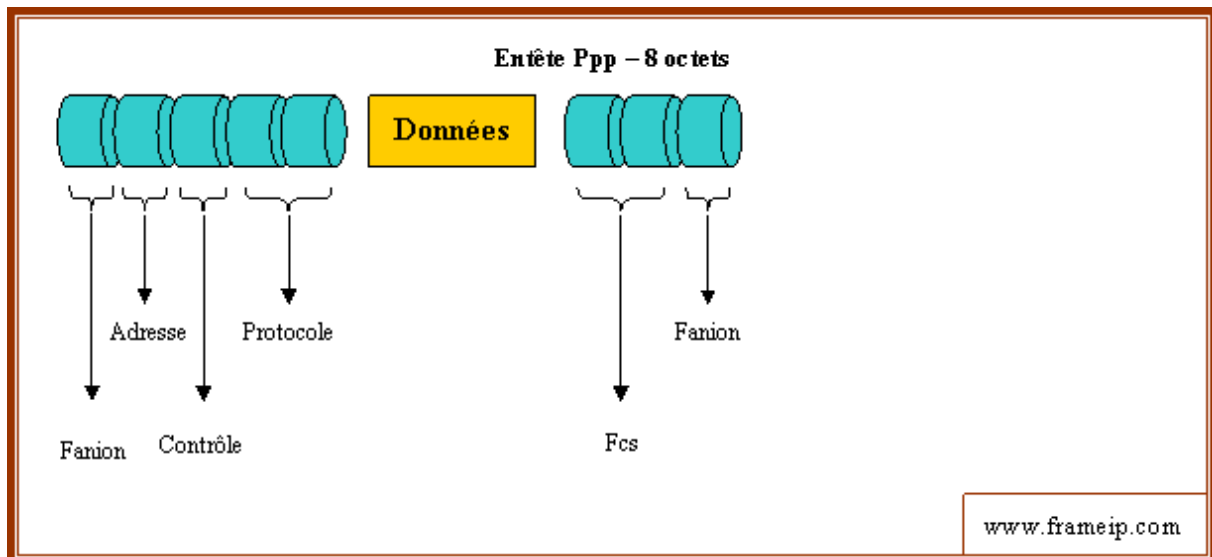 Entête Ppp – 8 octets
Données
Adresse
Protocole
Fanion
Fanion
Contrôle
Fcs
www.frameip.com